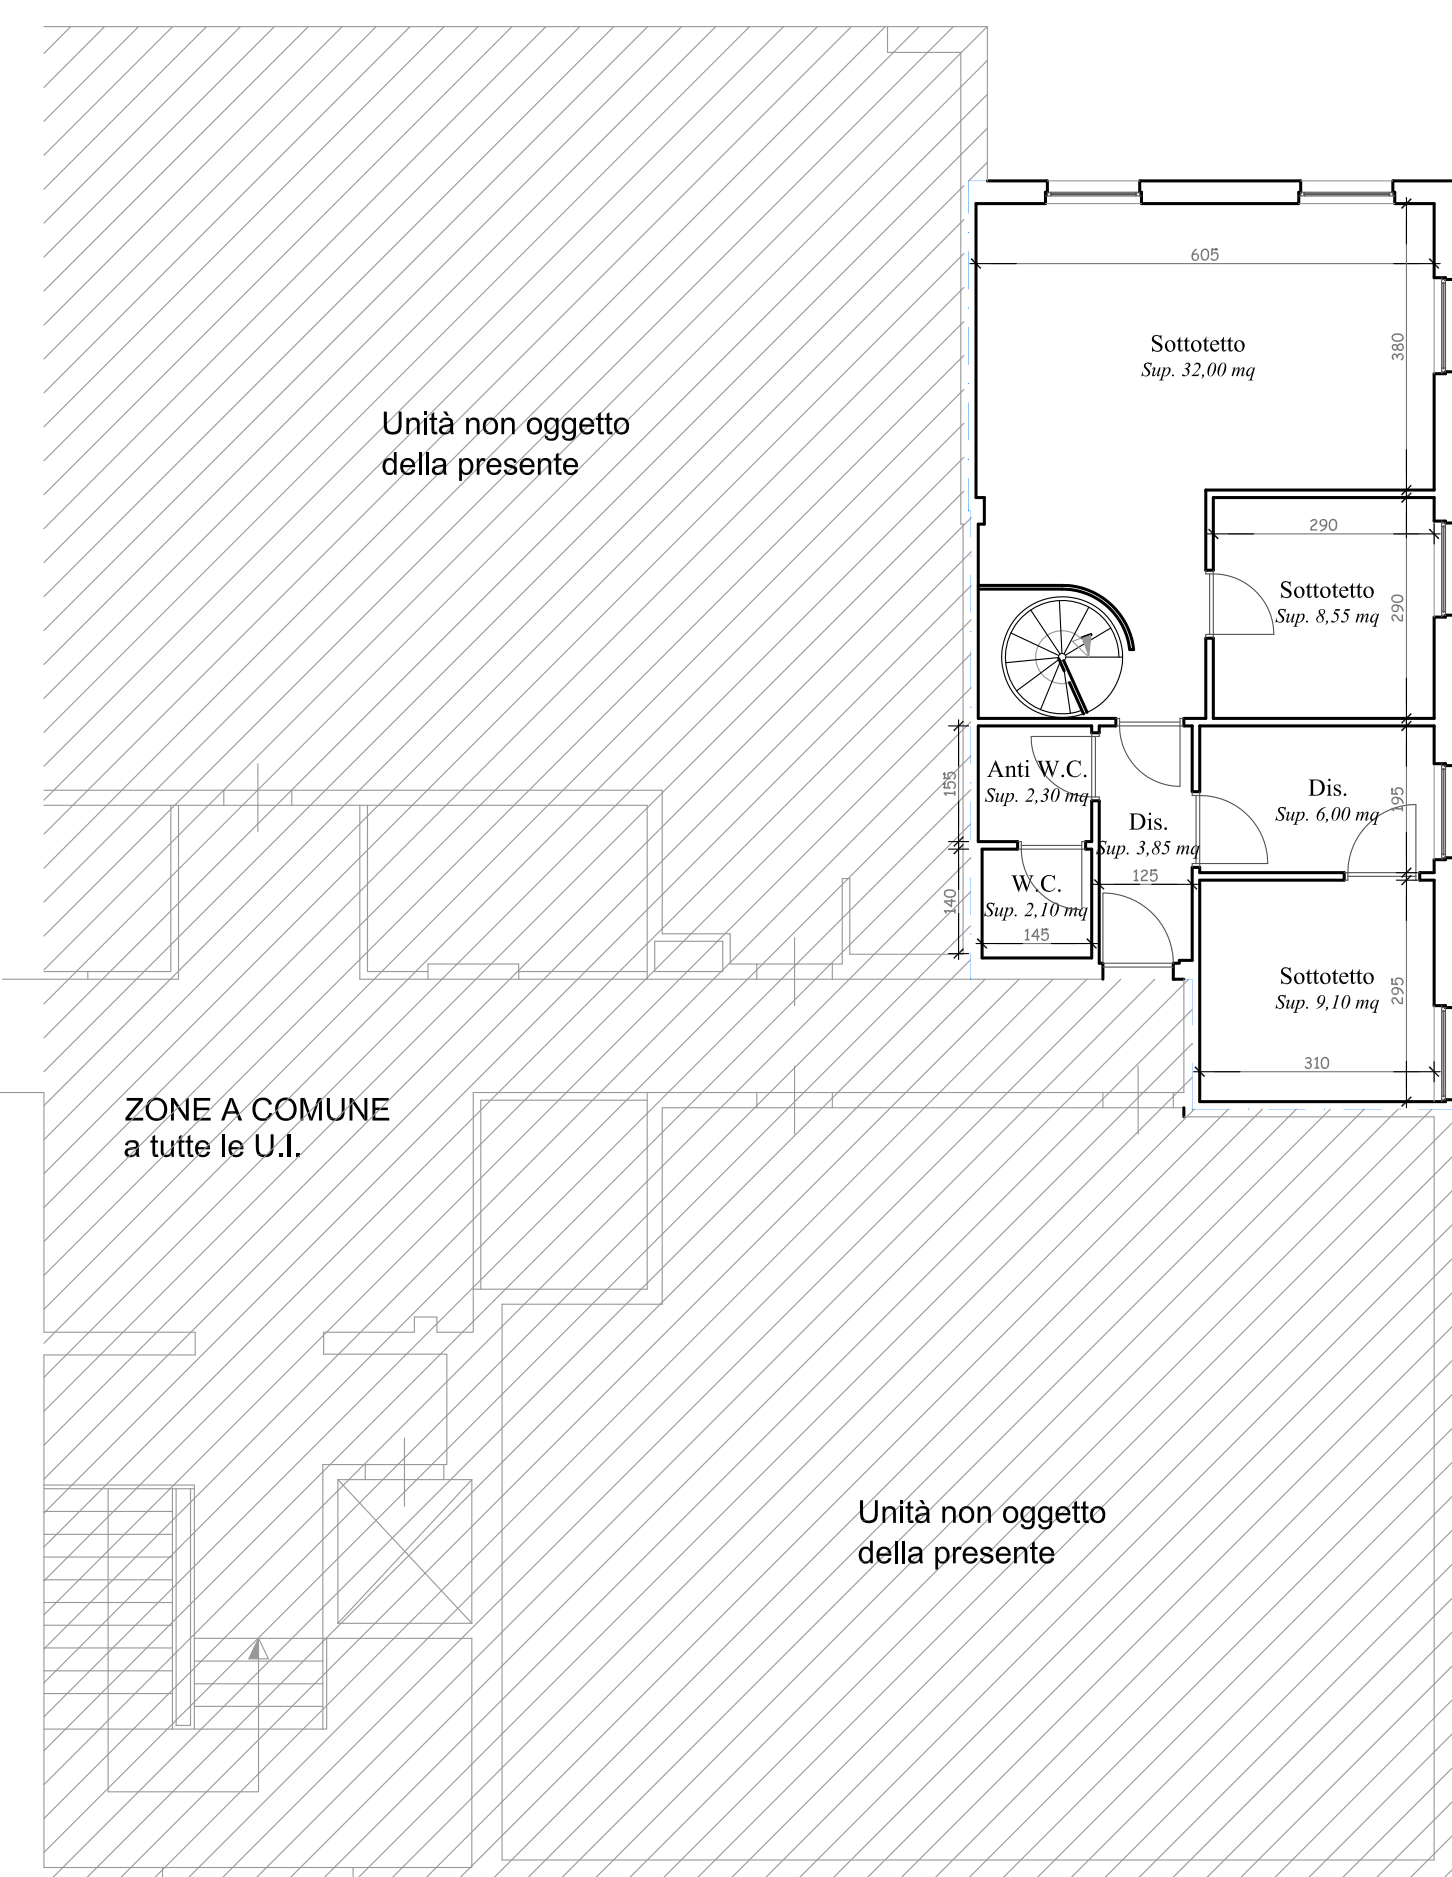 605
Sottotetto
Sup. 32,00 mq
380
Unità non oggetto
della presente
290
Sottotetto
Sup. 8,55 mq
290
Anti W.C.
Sup. 2,30 mq
155
Dis.
Sup. 6,00 mq
195
Dis.
Sup. 3,85 mq
125
W.C.
Sup. 2,10 mq
140
145
Sottotetto
Sup. 9,10 mq
295
310
ZONE A COMUNE
a tutte le U.I.
Unità non oggetto
della presente